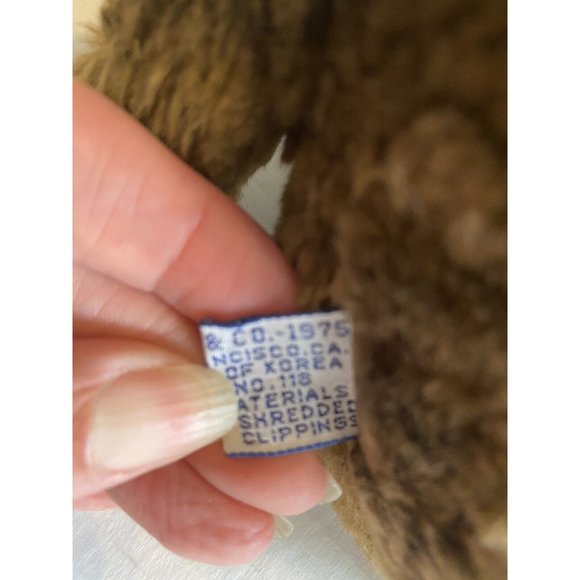 & CO.-1975
NCISCO.CA.
OF KOREA
NO. 118
ATERIALS
SHREDDED
CLIPPINGS